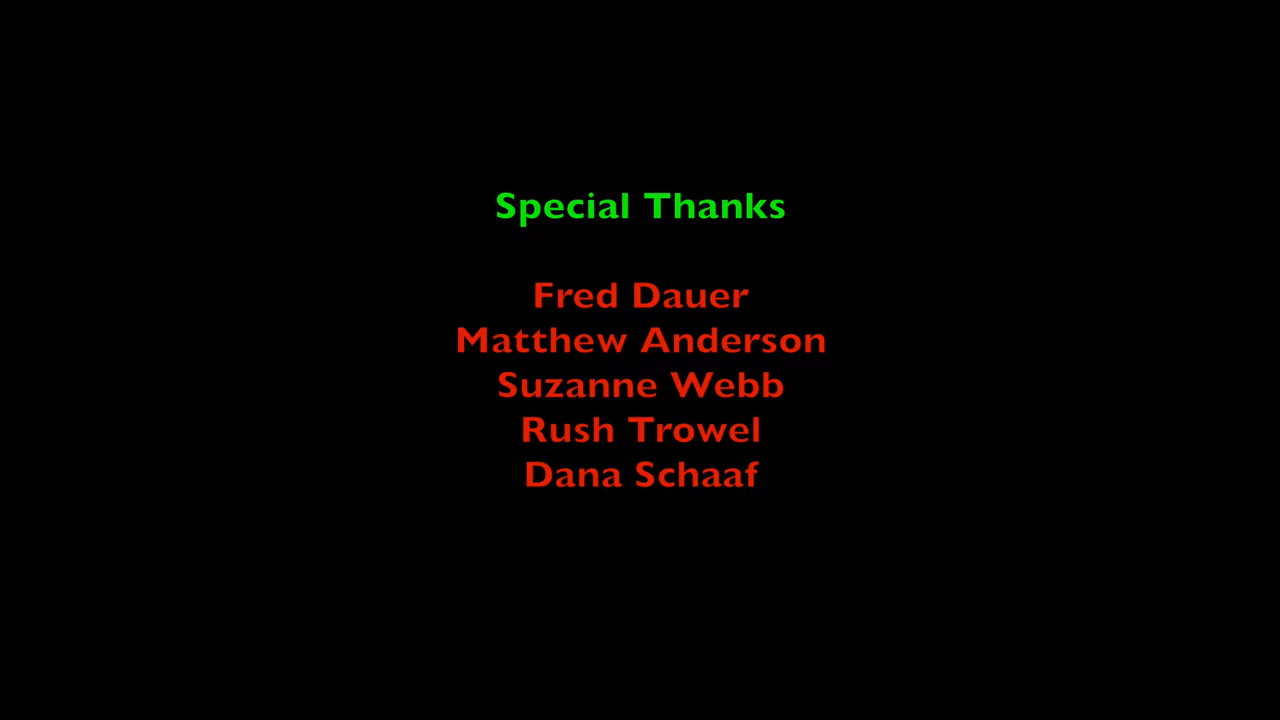 Special Thanks
Fred Dauer
Matthew Anderson
Suzanne Webb
Rush Trowel
Dana Schaaf